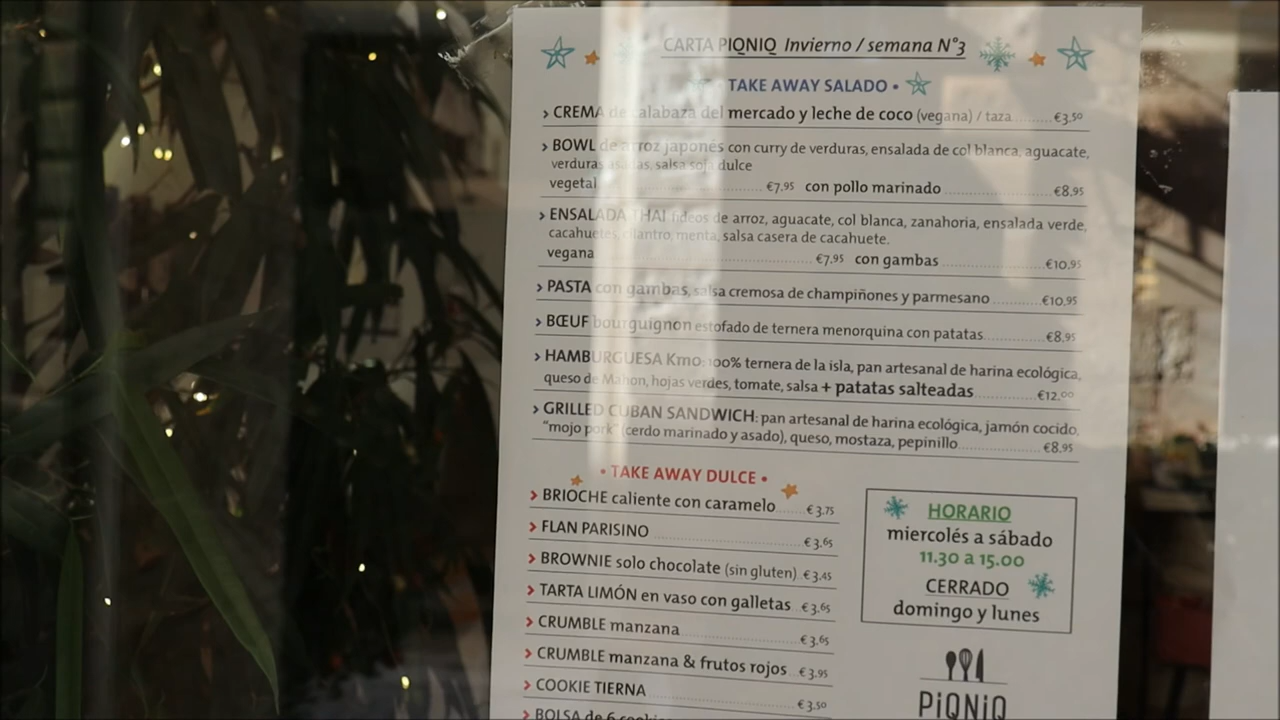 CARTA PIQNIQ Invierno / semana N°3
TAKE AWAY SALADO •
› CREMA de calabaza del mercado y leche de coco (vegana) / taza ........ €3.50
› BOWL de arroz japonés con curry de verduras, ensalada de col blanca, aguacate,
verduras asadas, salsa soja dulce
vegetal ........ €7.95 con pollo marinado ........ €8.95
› ENSALADA THAI fideos de arroz, aguacate, col blanca, zanahoria, ensalada verde,
cacahuetes, cilantro, menta, salsa casera de cacahuete.
vegana ........ €7.95 con gambas ........ €10.95
› PASTA con gambas, salsa cremosa de champiñones y parmesano ........ €10.95
› BŒUF bourguignon estofado de ternera menorquina con patatas ........ €8.95
› HAMBURGUESA Km0: 100% ternera de la isla, pan artesanal de harina ecológica,
queso de Mahon, hojas verdes, tomate, salsa + patatas salteadas ........ €12.00
› GRILLED CUBAN SANDWICH: pan artesanal de harina ecológica, jamón cocido,
"mojo pork" (cerdo marinado y asado), queso, mostaza, pepinillo ........ €8.95
• TAKE AWAY DULCE •
› BRIOCHE caliente con caramelo ........ €3.75
› FLAN PARISINO ........ €3.65
› BROWNIE solo chocolate (sin gluten) €3.45
› TARTA LIMÓN en vaso con galletas €3.65
› CRUMBLE manzana ........ €3.65
› CRUMBLE manzana & frutos rojos €3.95
› COOKIE TIERNA ........ €3.50
› BOLSA de 6
HORARIO
miercolés a sábado
11.30 a 15.00
CERRADO
domingo y lunes
PiQNiQ